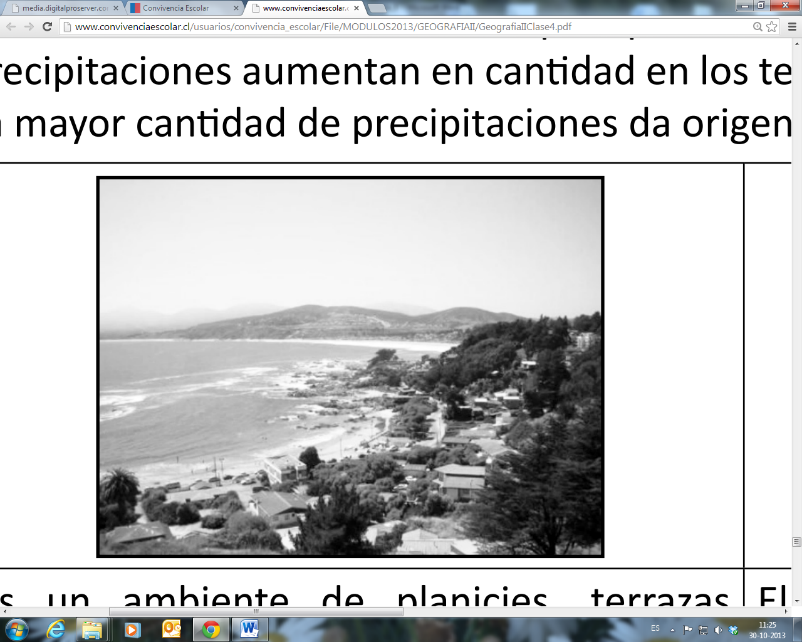 media.digitalproserver.co
Convivencia Escolar
www.convivenciaescolar.c
www.convivenciaescolar.cl/usuarios/convivencia_escolar/File/MODULOS2013/GEOGRAFIAII/GeografiaIIClase4.pdf
recipitaciones aumentan en cantidad en los te
mayor cantidad de precipitaciones da origen
s un ambiente de planicies, terrazas
El
ES
11:25
30-10-2013